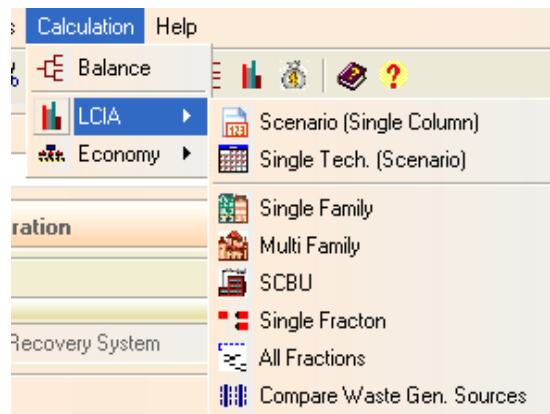 Calculation Help
Balance
LCIA
Economy
Scenario (Single Column)
Single Tech. (Scenario)
Single Family
Multi Family
SCBU
Single Fracton
All Fractions
Compare Waste Gen. Sources
ration
Recovery System